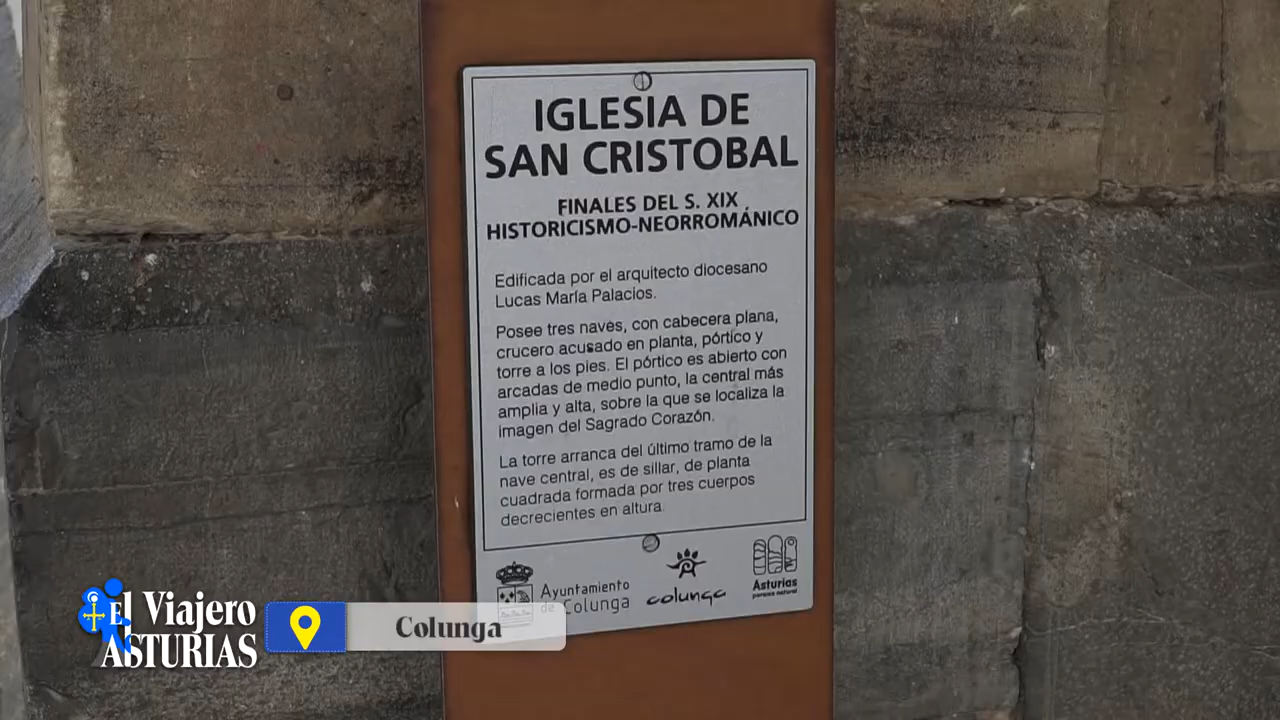 IGLESIA DE
SAN CRISTOBAL
FINALES DEL S. XIX
HISTORICISMO-NEORROMÁNICO
Edificada por el arquitecto diocesano
Lucas María Palacios.
Posee tres naves, con cabecera plana,
crucero acusado en planta, pórtico y
torre a los pies. El pórtico es abierto con
arcadas de medio punto, la central más
amplia y alta, sobre la que se localiza la
imagen del Sagrado Corazón.
La torre arranca del último tramo de la
nave central, es de sillar, de planta
cuadrada formada por tres cuerpos
decrecientes en altura
Ayuntamiento
de Colunga
colunga
Asturias
paraíso natural
El Viajero
ASTURIAS
Colunga